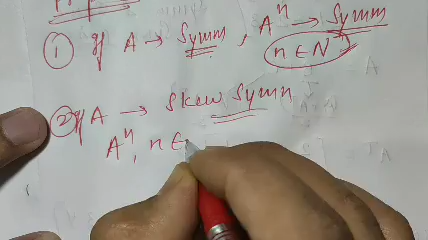 ① If A → Symm, Aⁿ → Symm
n ∈ N
② If A → Skew Symm
Aⁿ, n ∈